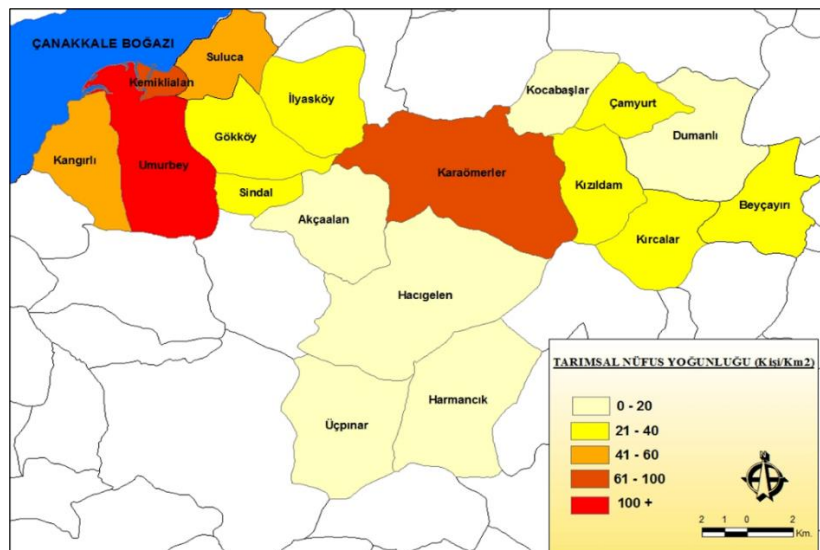 ÇANAKKALE BOĞAZI
Suluca
Kemiklialan
İlyasköy
Kocabaşlar
Çamyurt
Gökköy
Dumanlı
Kangırlı
Umurbey
Karaömerler
Kızıldam
Sindal
Beyçayırı
Akçaalan
Kırcalar
Hacıgelen
Harmancık
Üçpınar
TARIMSAL NÜFUS YOĞUNLUĞU (Kişi/Km2)
0 - 20
21 - 40
41 - 60
61 - 100
100 +
2 1 0 2 Km.